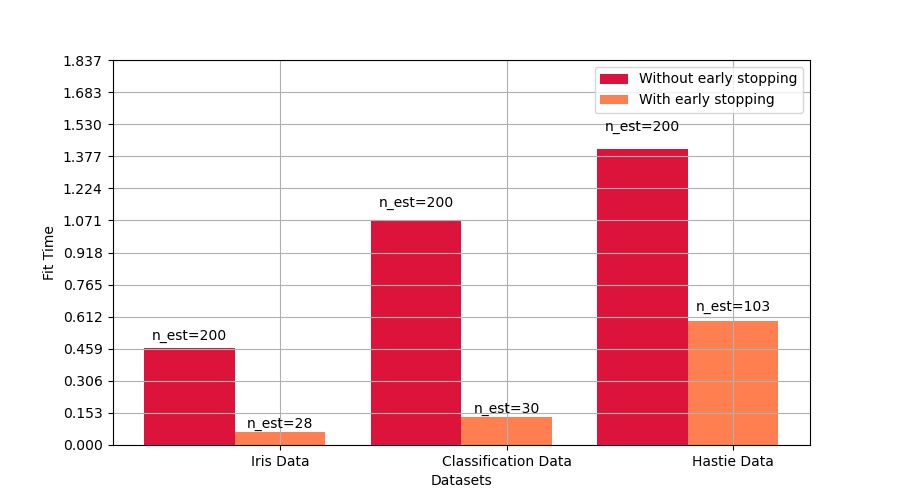 1.837
1.683
1.530
1.377
1.224
1.071
0.918
0.765
0.612
0.459
0.306
0.153
0.000
Fit Time
Without early stopping
With early stopping
n_est=200
n_est=28
n_est=200
n_est=30
n_est=200
n_est=103
Iris Data
Classification Data
Hastie Data
Datasets